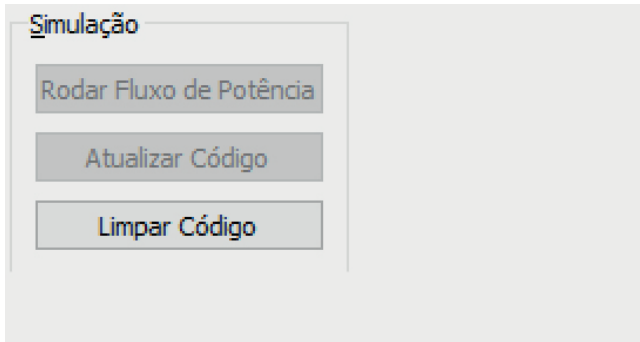 Simulação
Rodar Fluxo de Potência
Atualizar Código
Limpar Código